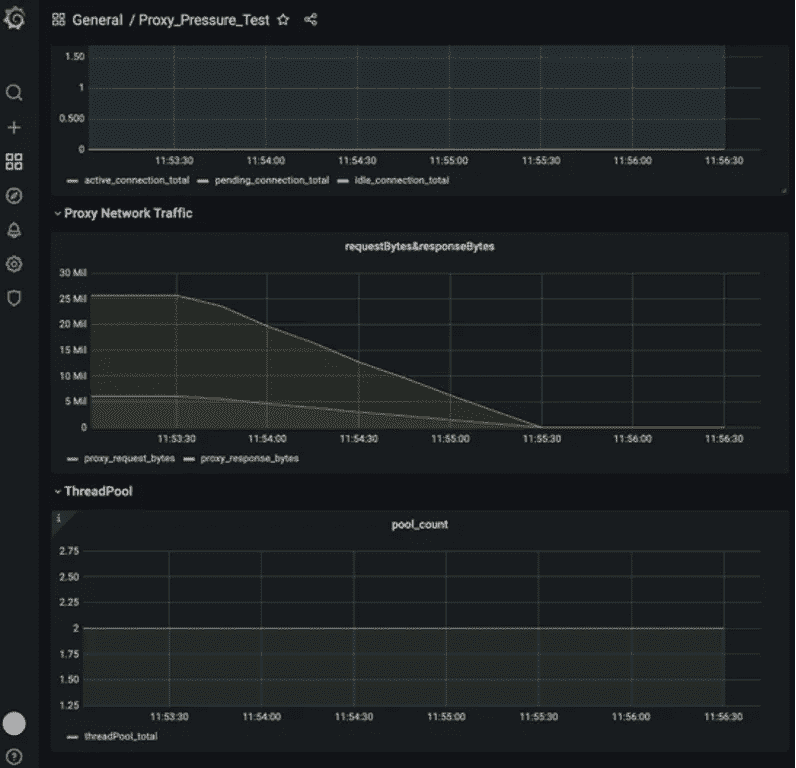 General / Proxy_Pressure_Test
1.50
1
0.500
0
11:53:30 11:54:00 11:54:30 11:55:00 11:55:30 11:56:00 11:56:30
active_connection_total pending_connection_total idle_connection_total
Proxy Network Traffic
requestBytes&responseBytes
30 Mil
25 Mil
20 Mil
15 Mil
10 Mil
5 Mil
0
11:53:30 11:54:00 11:54:30 11:55:00 11:55:30 11:56:00 11:56:30
proxy_request_bytes proxy_response_bytes
ThreadPool
i
pool_count
2.75
2.50
2.25
2
1.75
1.50
1.25
11:53:30 11:54:00 11:54:30 11:55:00 11:55:30 11:56:00 11:56:30
threadPool_total